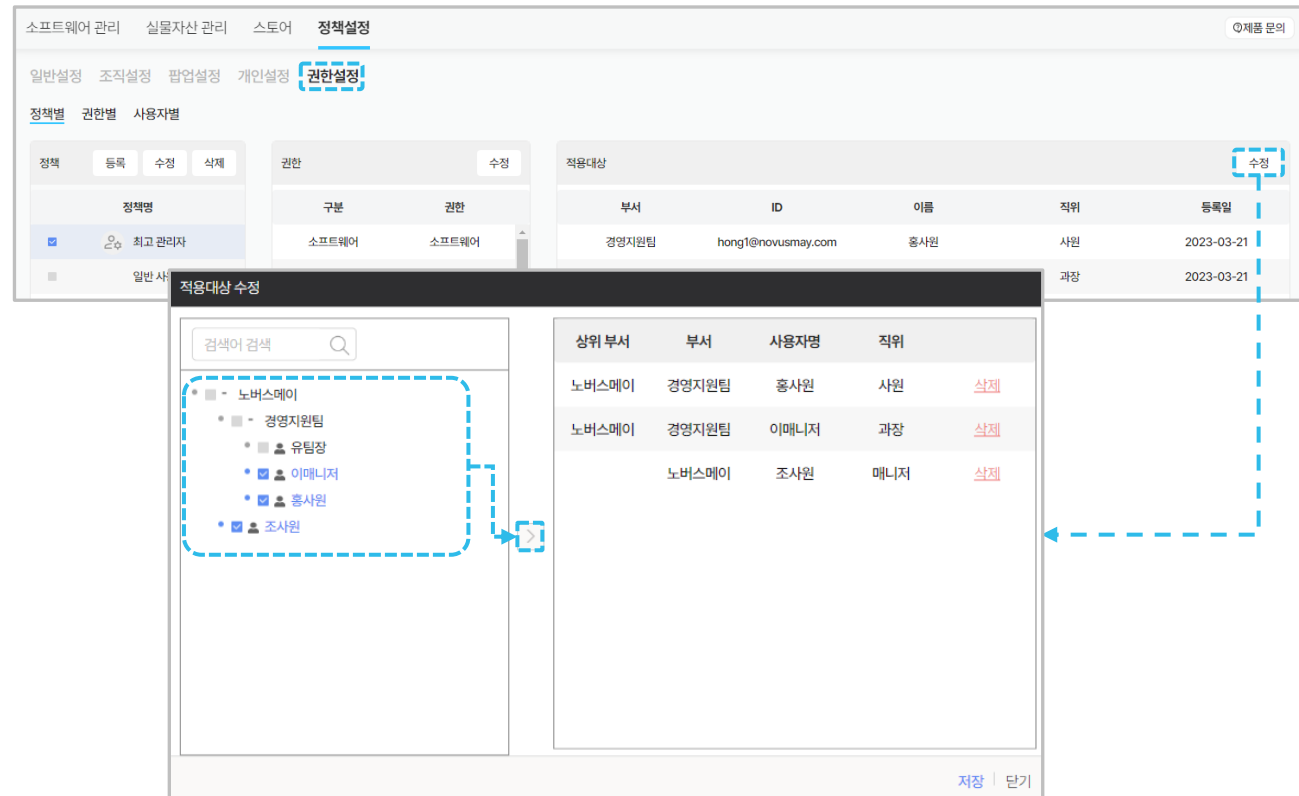 소프트웨어 관리 실물자산 관리 스토어 정책설정 제품 문의
일반설정 조직설정 팝업설정 개인설정 권한설정
정책별 권한별 사용자별
정책 등록 수정 삭제 권한 수정 적용대상 수정
정책명 구분 권한 부서 ID 이름 직위 등록일
최고 관리자 소프트웨어 소프트웨어 경영지원팀 hong1@novusmay.com 홍사원 사원 2023-03-21
일반 사 과장 2023-03-21
적용대상 수정
검색어 검색 상위 부서 부서 사용자명 직위
노버스메이 경영지원팀 홍사원 사원 삭제
노버스메이 경영지원팀 이매니저 과장 삭제
노버스메이 조사원 매니저 삭제
노버스메이
경영지원팀
유팀장
이매니저
홍사원
조사원
저장 닫기